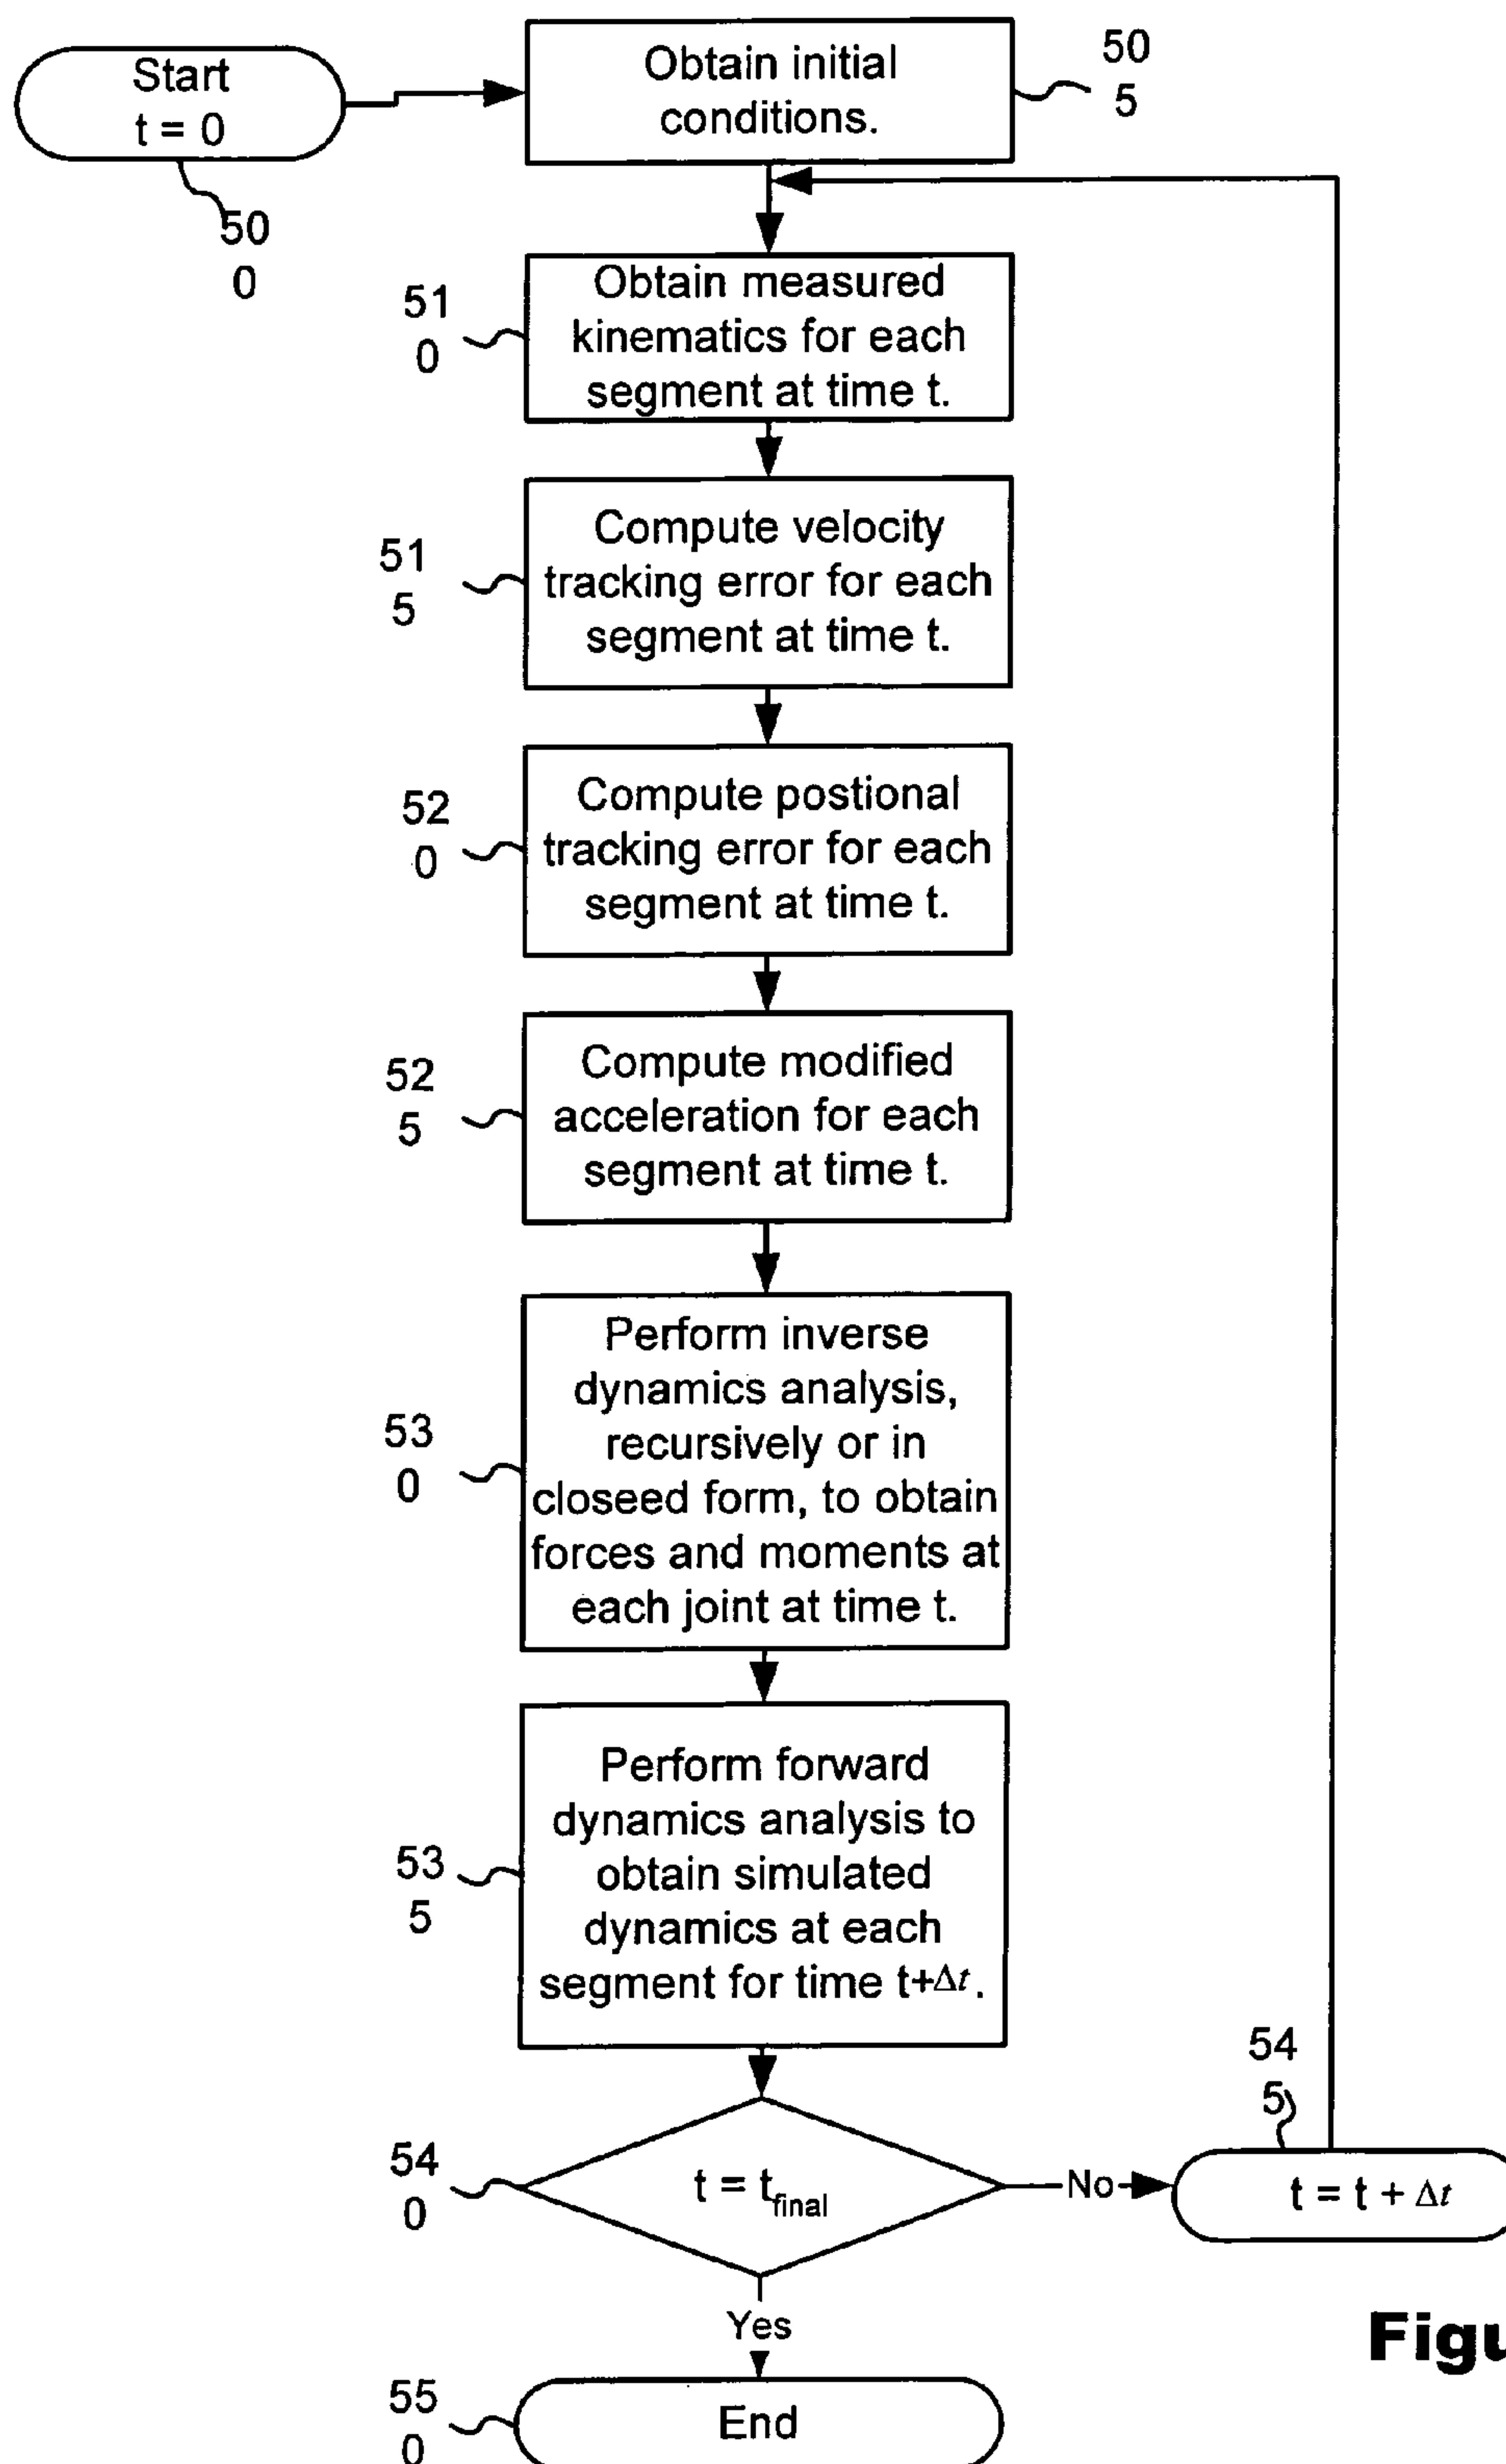 Start
t = 0
50
0
Obtain initial
conditions.
50
5
Obtain measured
kinematics for each
segment at time t.
51
0
Compute velocity
tracking error for each
segment at time t.
51
5
Compute postional
tracking error for each
segment at time t.
52
0
Compute modified
acceleration for each
segment at time t.
52
5
Perform inverse
dynamics analysis,
recursively or in
closeed form, to obtain
forces and moments at
each joint at time t.
53
0
Perform forward
dynamics analysis to
obtain simulated
dynamics at each
segment for time t+Δt.
53
5
t = tfinal
54
0
No
t = t + Δt
54
5
Yes
End
55
0
Figu